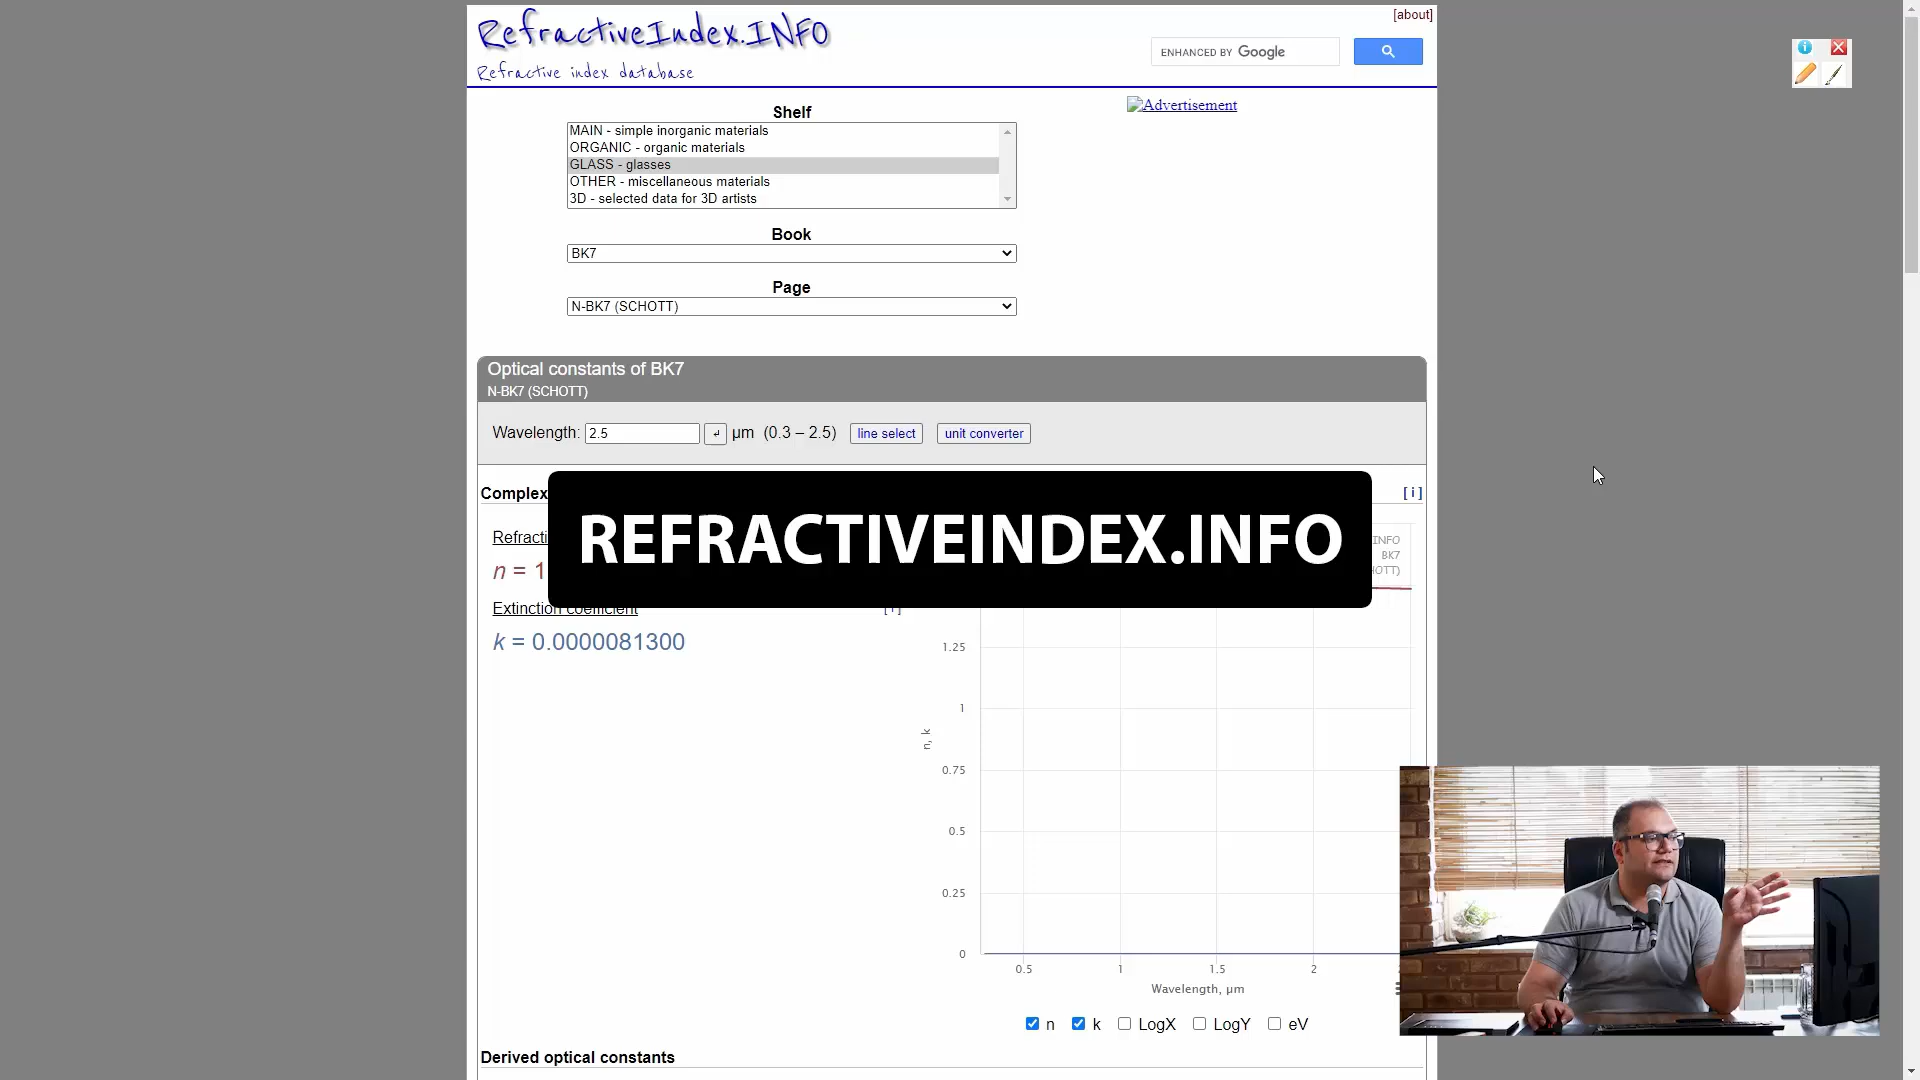 RefractiveIndex.INFO
Refractive index database
[about]
ENHANCED BY Google
Advertisement
Shelf
MAIN - simple inorganic materials
ORGANIC - organic materials
GLASS - glasses
OTHER - miscellaneous materials
3D - selected data for 3D artists
Book
BK7
Page
N-BK7 (SCHOTT)
Optical constants of BK7
N-BK7 (SCHOTT)
Wavelength: 2.5 µm (0.3 – 2.5) line select unit converter
Complex
[ i ]
REFRACTIVEINDEX.INFO
Refracti
n = 1
Extinction coefficient
[ i ]
k = 0.0000081300
INFO
BK7
HOTT)
1.25
1
0.75
0.5
0.25
0
n, k
0.5 1 1.5 2
Wavelength, µm
n k LogX LogY eV
Derived optical constants